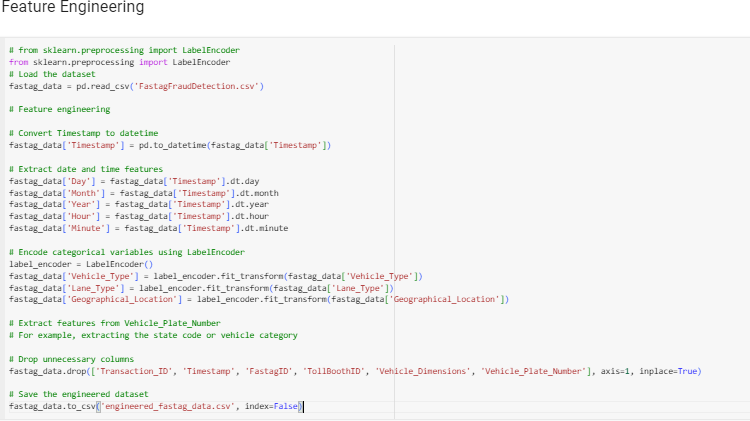 Feature Engineering
# from sklearn.preprocessing import LabelEncoder
from sklearn.preprocessing import LabelEncoder
# Load the dataset
fastag_data = pd.read_csv('FastagFraudDetection.csv')
# Feature engineering
# Convert Timestamp to datetime
fastag_data['Timestamp'] = pd.to_datetime(fastag_data['Timestamp'])
# Extract date and time features
fastag_data['Day'] = fastag_data['Timestamp'].dt.day
fastag_data['Month'] = fastag_data['Timestamp'].dt.month
fastag_data['Year'] = fastag_data['Timestamp'].dt.year
fastag_data['Hour'] = fastag_data['Timestamp'].dt.hour
fastag_data['Minute'] = fastag_data['Timestamp'].dt.minute
# Encode categorical variables using LabelEncoder
label_encoder = LabelEncoder()
fastag_data['Vehicle_Type'] = label_encoder.fit_transform(fastag_data['Vehicle_Type'])
fastag_data['Lane_Type'] = label_encoder.fit_transform(fastag_data['Lane_Type'])
fastag_data['Geographical_Location'] = label_encoder.fit_transform(fastag_data['Geographical_Location'])
# Extract features from Vehicle_Plate_Number
# For example, extracting the state code or vehicle category
# Drop unnecessary columns
fastag_data.drop(['Transaction_ID', 'Timestamp', 'FastagID', 'TollBoothID', 'Vehicle_Dimensions', 'Vehicle_Plate_Number'], axis=1, inplace=True)
# Save the engineered dataset
fastag_data.to_csv('engineered_fastag_data.csv', index=False)